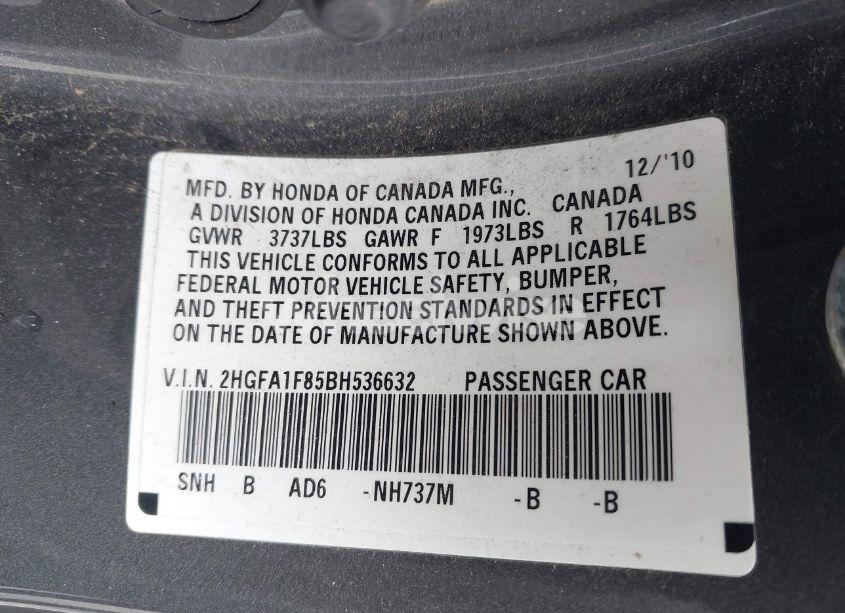 12/'10
MFD. BY HONDA OF CANADA MFG.,
A DIVISION OF HONDA CANADA INC. CANADA
GVWR 3737LBS GAWR F 1973LBS R 1764LBS
THIS VEHICLE CONFORMS TO ALL APPLICABLE
FEDERAL MOTOR VEHICLE SAFETY, BUMPER,
AND THEFT PREVENTION STANDARDS IN EFFECT
ON THE DATE OF MANUFACTURE SHOWN ABOVE.
V.I.N. 2HGFA1F85BH536632 PASSENGER CAR
SNH B AD6 -NH737M -B -B